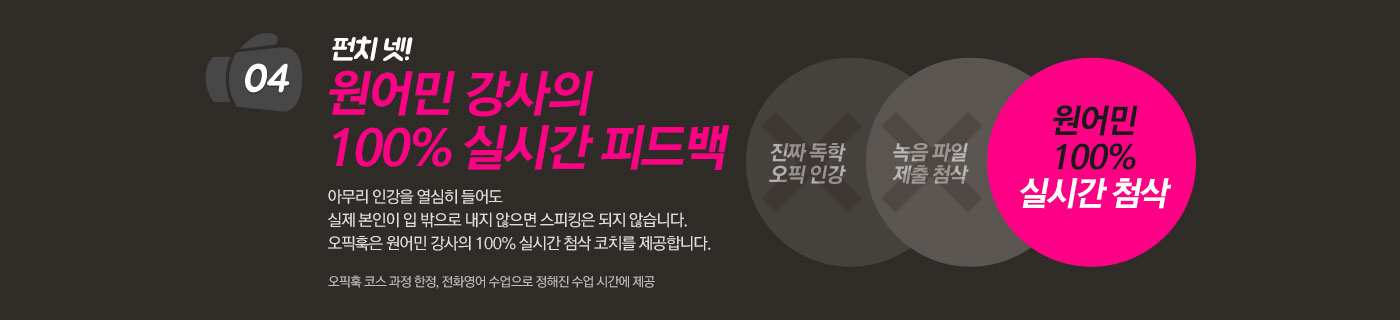 04
펀치 넷!
원어민 강사의
100% 실시간 피드백
아무리 인강을 열심히 들어도
실제 본인이 입 밖으로 내지 않으면 스피킹은 되지 않습니다.
오픽훅은 원어민 강사의 100% 실시간 첨삭 코치를 제공합니다.
오픽훅 코스 과정 한정, 전화영어 수업으로 정해진 수업 시간에 제공
진짜 독학
오픽 인강
녹음 파일
제출 첨삭
원어민
100%
실시간 첨삭